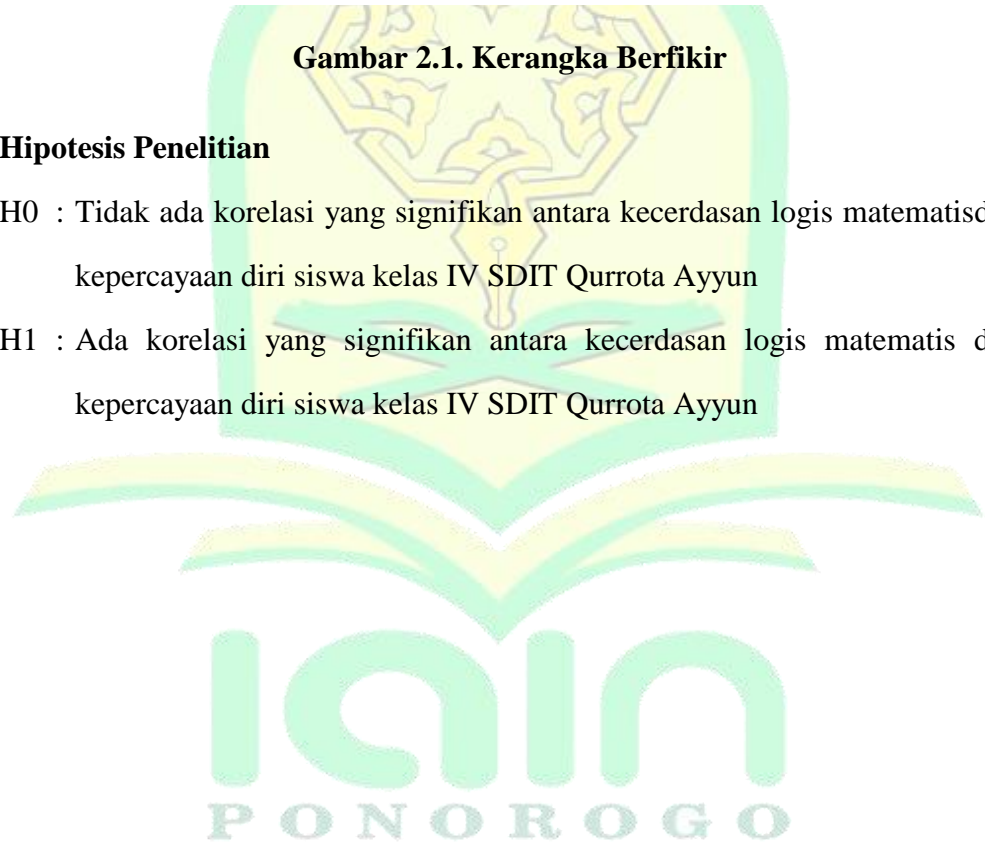 Gambar 2.1. Kerangka Berfikir
Hipotesis Penelitian
H0 : Tidak ada korelasi yang signifikan antara kecerdasan logis matematisd
kepercayaan diri siswa kelas IV SDIT Qurrota Ayyun
H1 : Ada korelasi yang signifikan antara kecerdasan logis matematis d
kepercayaan diri siswa kelas IV SDIT Qurrota Ayyun
iain
PONOROGO